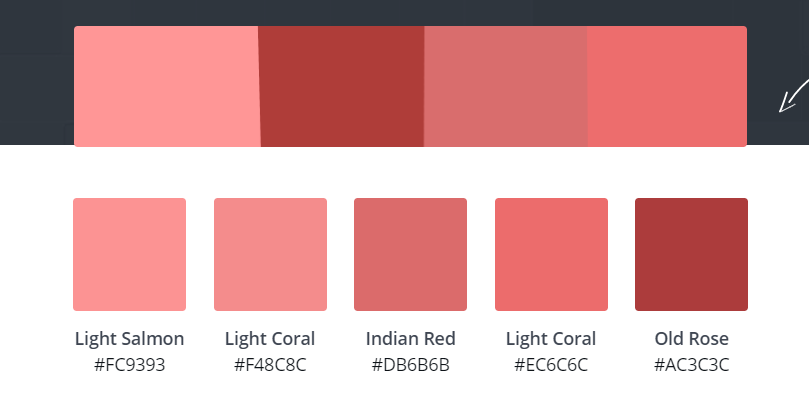 Light Salmon
#FC9393
Light Coral
#F48C8C
Indian Red
#DB6B6B
Light Coral
#EC6C6C
Old Rose
#AC3C3C